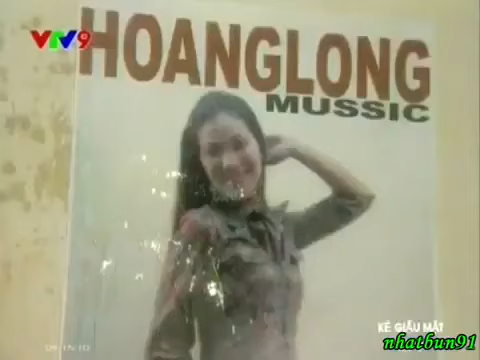 VTV9
HOANGLONG
MUSSIC
KẺ GIẤU MẶT
nhatbun91